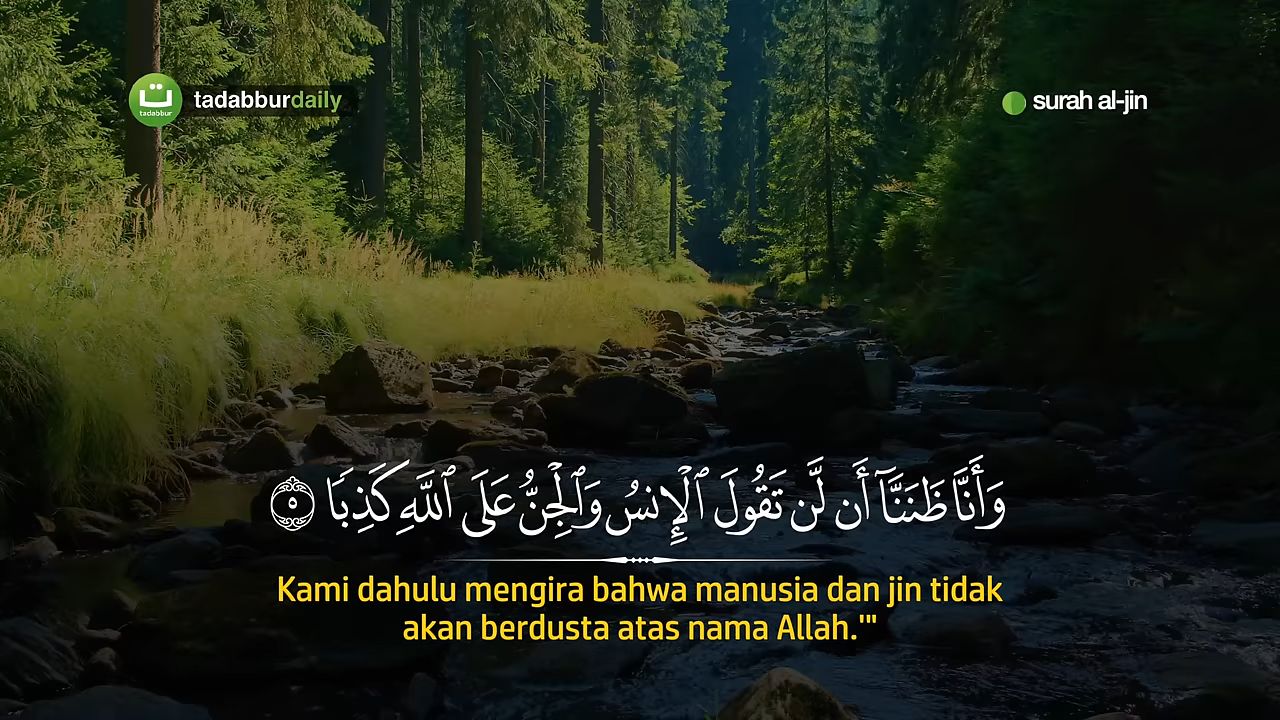 ت
tadabbur
tadabburdaily
surah al-jin
وَأَنَّا ظَنَنَّآ أَن لَّن تَقُولَ ٱلْإِنسُ وَٱلْجِنُّ عَلَى ٱللَّهِ كَذِبًا ٥
Kami dahulu mengira bahwa manusia dan jin tidak
akan berdusta atas nama Allah.'"